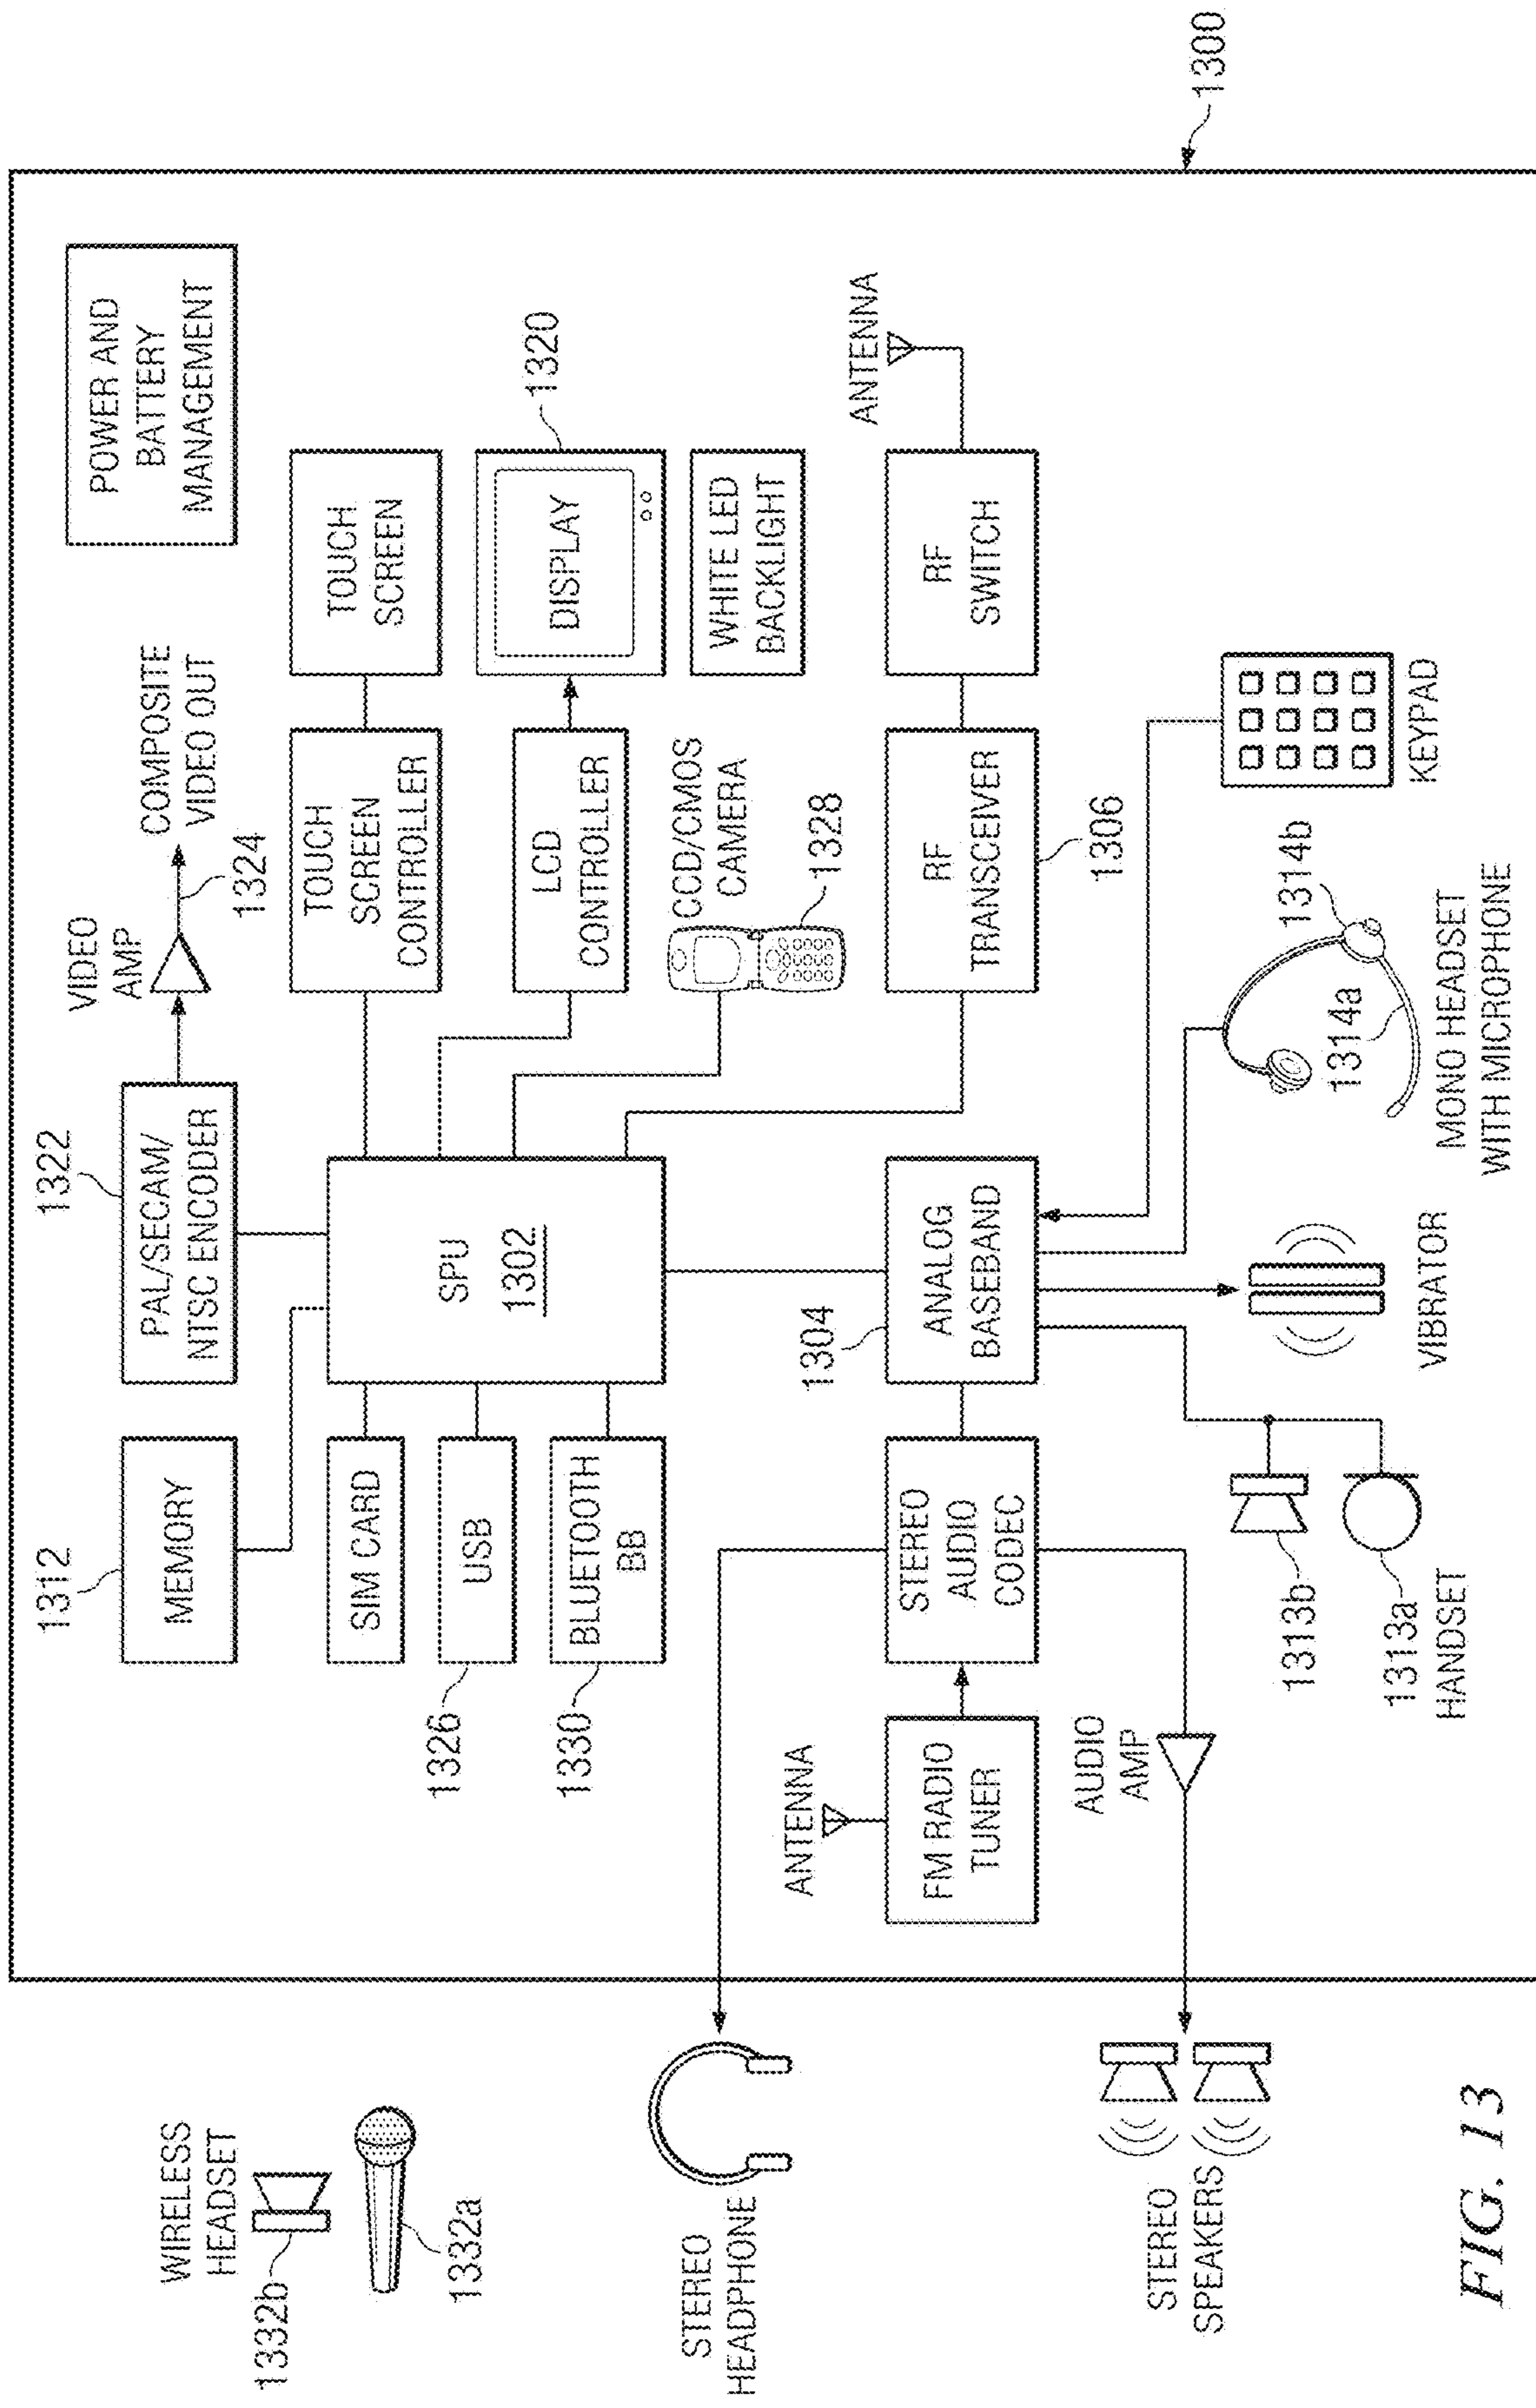 1300
POWER AND
BATTERY
MANAGEMENT
COMPOSITE
VIDEO OUT
1324
VIDEO
AMP
1322
PAL/SECAM/
NTSC ENCODER
1312
MEMORY
TOUCH
SCREEN
TOUCH
SCREEN
CONTROLLER
1320
DISPLAY
LCD
CONTROLLER
WHITE LED
BACKLIGHT
CCD/CMOS
CAMERA
1328
SPU
1302
SIM CARD
USB
1326
BLUETOOTH
BB
1330
ANTENNA
RF
SWITCH
RF
TRANSCEIVER
1306
1304
ANALOG
BASEBAND
STEREO
AUDIO
CODEC
ANTENNA
FM RADIO
TUNER
AUDIO
AMP
KEYPAD
1314b
1314a
MONO HEADSET
WITH MICROPHONE
VIBRATOR
1313b
1313a
HANDSET
WIRELESS
HEADSET
1332b
1332a
STEREO
HEADPHONE
STEREO
SPEAKERS
FIG. 13